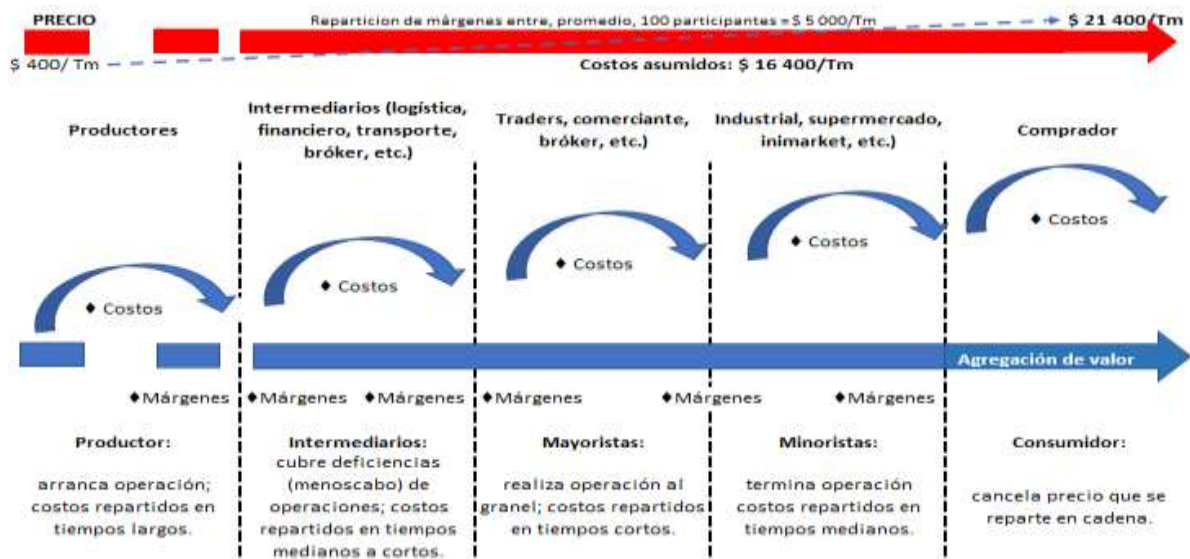 PRECIO
Reparticion de márgenes entre, promedio, 100 participantes = $ 5 000/Tm
$ 21 400/Tm
$ 400/ Tm
Costos asumidos: $ 16 400/Tm
Productores
Intermediarios (logística,
financiero, transporte,
bróker, etc.)
Traders, comerciante,
bróker, etc.)
Industrial, supermercado,
inimarket, etc.)
Comprador
♦ Costos
♦ Costos
♦ Costos
♦ Costos
♦ Costos
Agregación de valor
♦Márgenes
♦Márgenes
♦Márgenes
♦Márgenes
♦Márgenes
♦Márgenes
Productor:
arranca operación;
costos repartidos en
tiempos largos.
Intermediarios:
cubre deficiencias
(menoscabo) de
operaciones; costos
repartidos en tiempos
medianos a cortos.
Mayoristas:
realiza operación al
granel; costos repartidos
en tiempos cortos.
Minoristas:
termina operación
costos repartidos en
tiempos medianos.
Consumidor:
cancela precio que se
reparte en cadena.